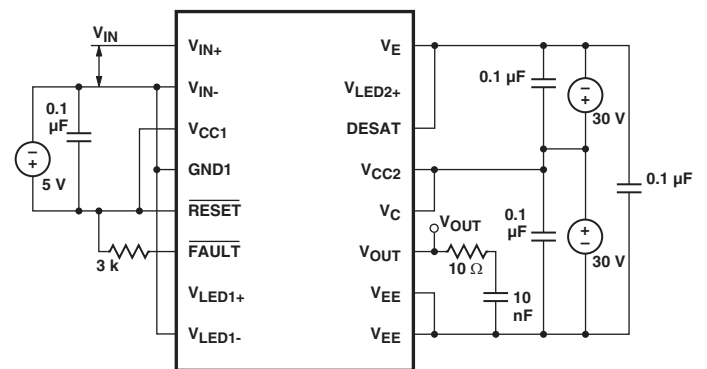 VIN
VIN+
VIN-
VCC1
GND1
RESET
FAULT
VLED1+
VLED1-
VE
VLED2+
DESAT
VCC2
VC
VOUT
VEE
VEE
0.1
µF
– +
5 V
3 k
VOUT
10 Ω
10
nF
0.1 µF
– +
30 V
0.1
µF
+ –
30 V
0.1 µF